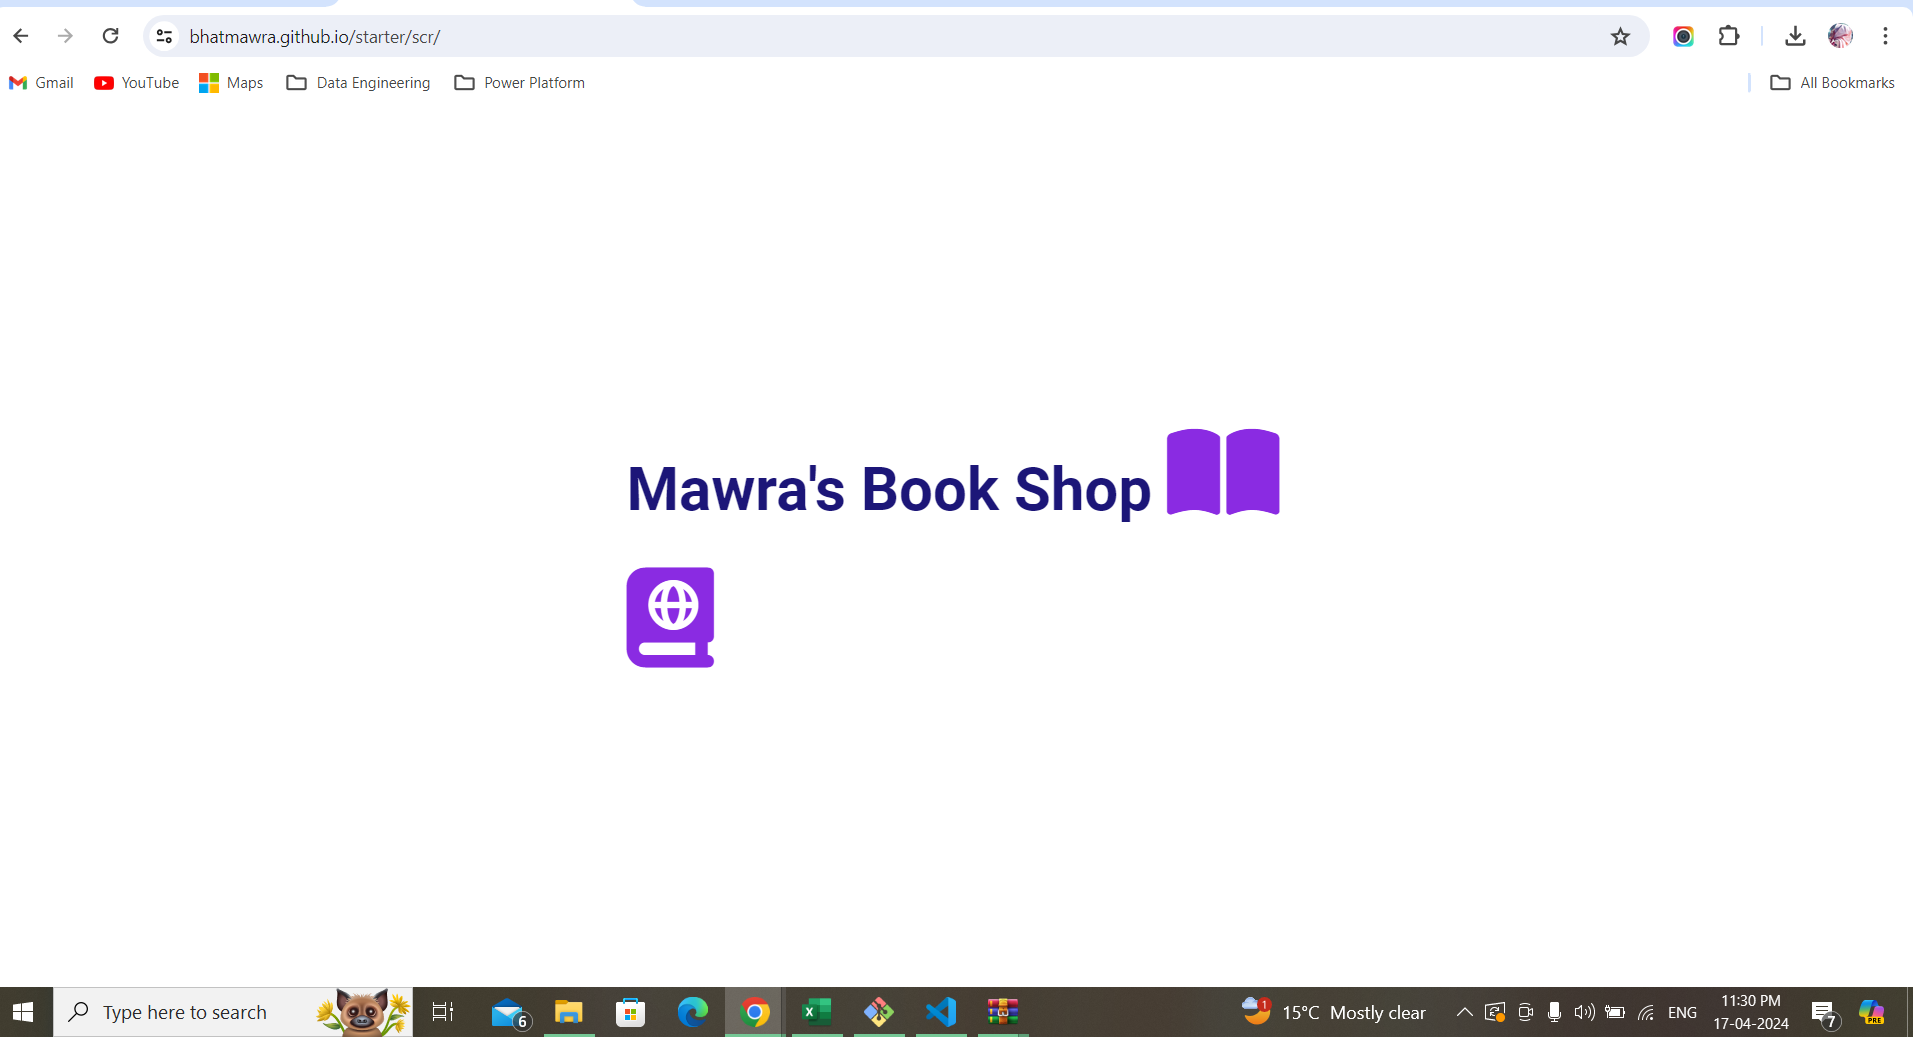 bhatmawra.github.io/starter/scr/
Gmail YouTube Maps Data Engineering Power Platform All Bookmarks
Mawra's Book Shop
Type here to search 6 X 1 15°C Mostly clear ENG 11:30 PM 7 PRE
17-04-2024